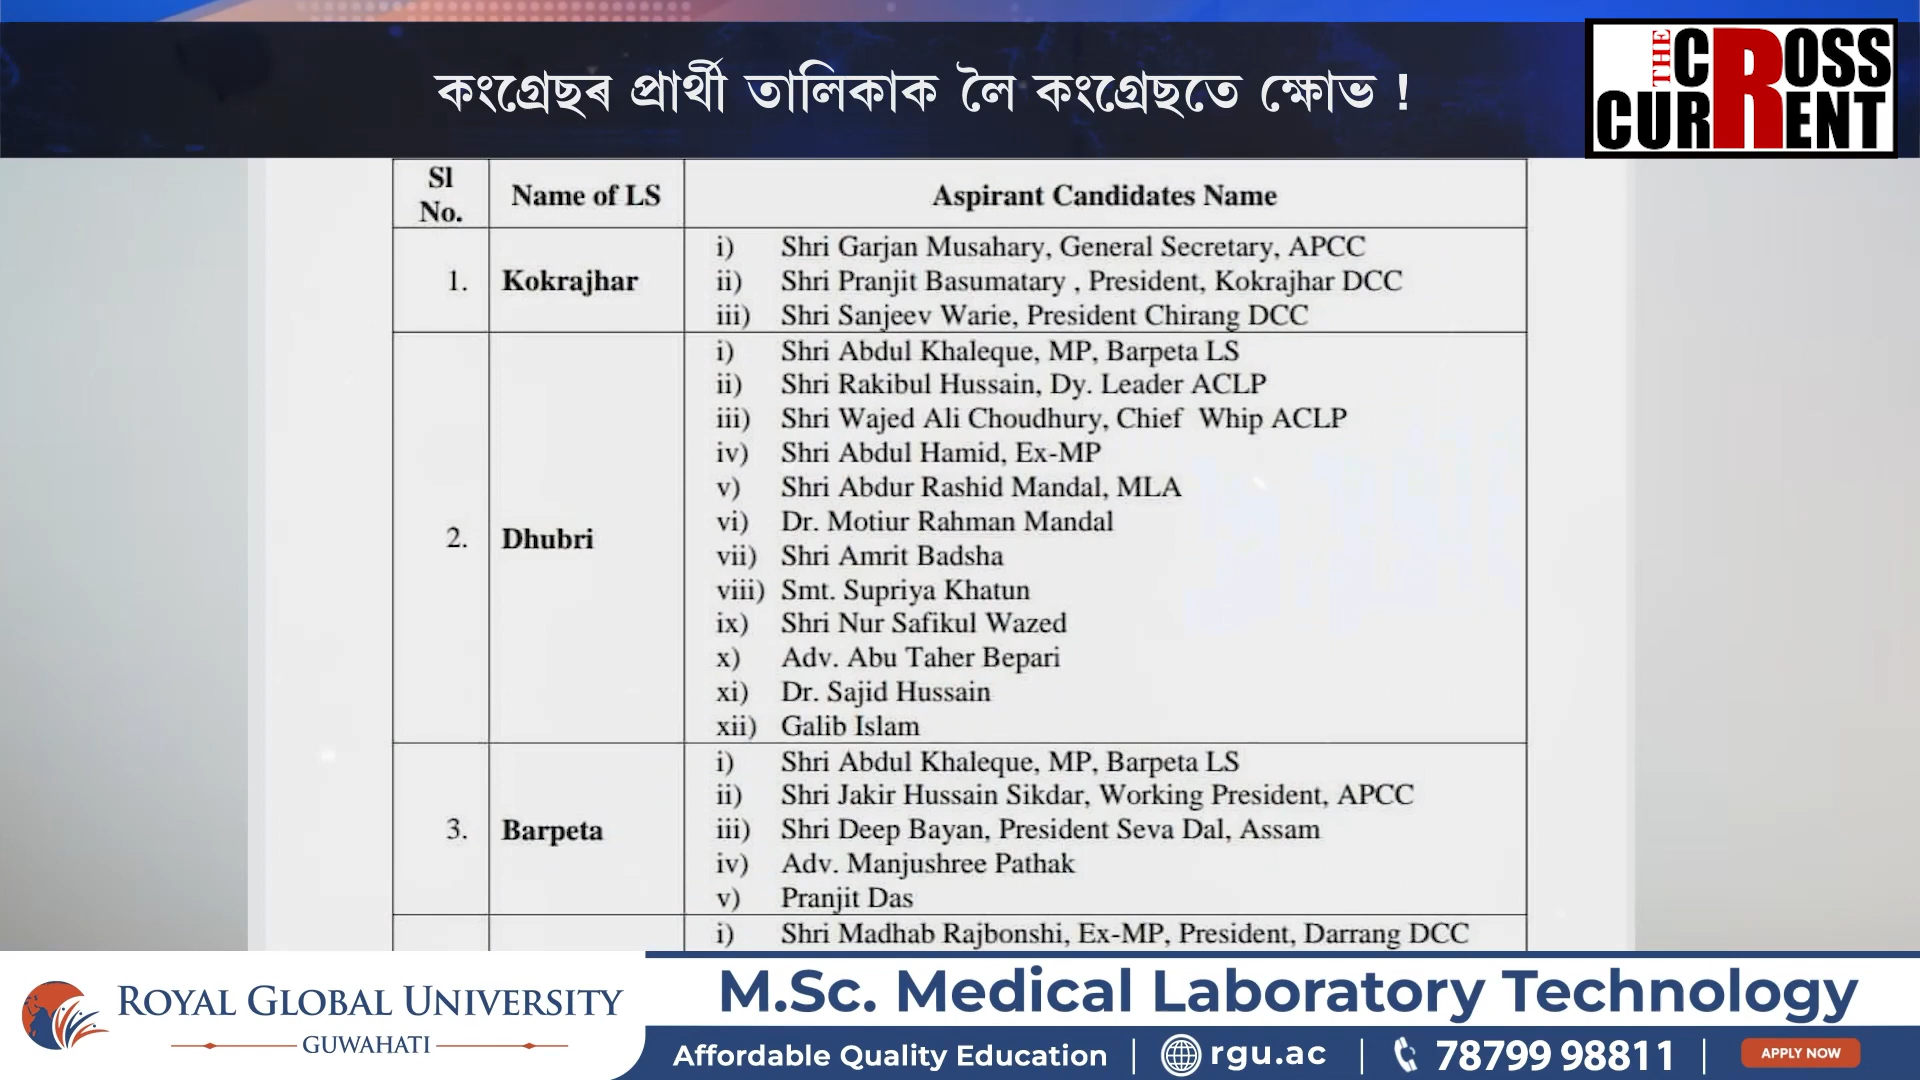 কংগ্ৰেছৰ প্ৰাৰ্থী তালিকাক লৈ কংগ্ৰেছতে ক্ষোভ !
THE CROSS
CURRENT
Sl No. Name of LS Aspirant Candidates Name
1. Kokrajhar
i) Shri Garjan Musahary, General Secretary, APCC
ii) Shri Pranjit Basumatary , President, Kokrajhar DCC
iii) Shri Sanjeev Warie, President Chirang DCC
2. Dhubri
i) Shri Abdul Khaleque, MP, Barpeta LS
ii) Shri Rakibul Hussain, Dy. Leader ACLP
iii) Shri Wajed Ali Choudhury, Chief Whip ACLP
iv) Shri Abdul Hamid, Ex-MP
v) Shri Abdur Rashid Mandal, MLA
vi) Dr. Motiur Rahman Mandal
vii) Shri Amrit Badsha
viii) Smt. Supriya Khatun
ix) Shri Nur Safikul Wazed
x) Adv. Abu Taher Bepari
xi) Dr. Sajid Hussain
xii) Galib Islam
3. Barpeta
i) Shri Abdul Khaleque, MP, Barpeta LS
ii) Shri Jakir Hussain Sikdar, Working President, APCC
iii) Shri Deep Bayan, President Seva Dal, Assam
iv) Adv. Manjushree Pathak
v) Pranjit Das
i) Shri Madhab Rajbonshi, Ex-MP, President, Darrang DCC
ROYAL GLOBAL UNIVERSITY
GUWAHATI
M.Sc. Medical Laboratory Technology
Affordable Quality Education | rgu.ac | 78799 98811 | APPLY NOW